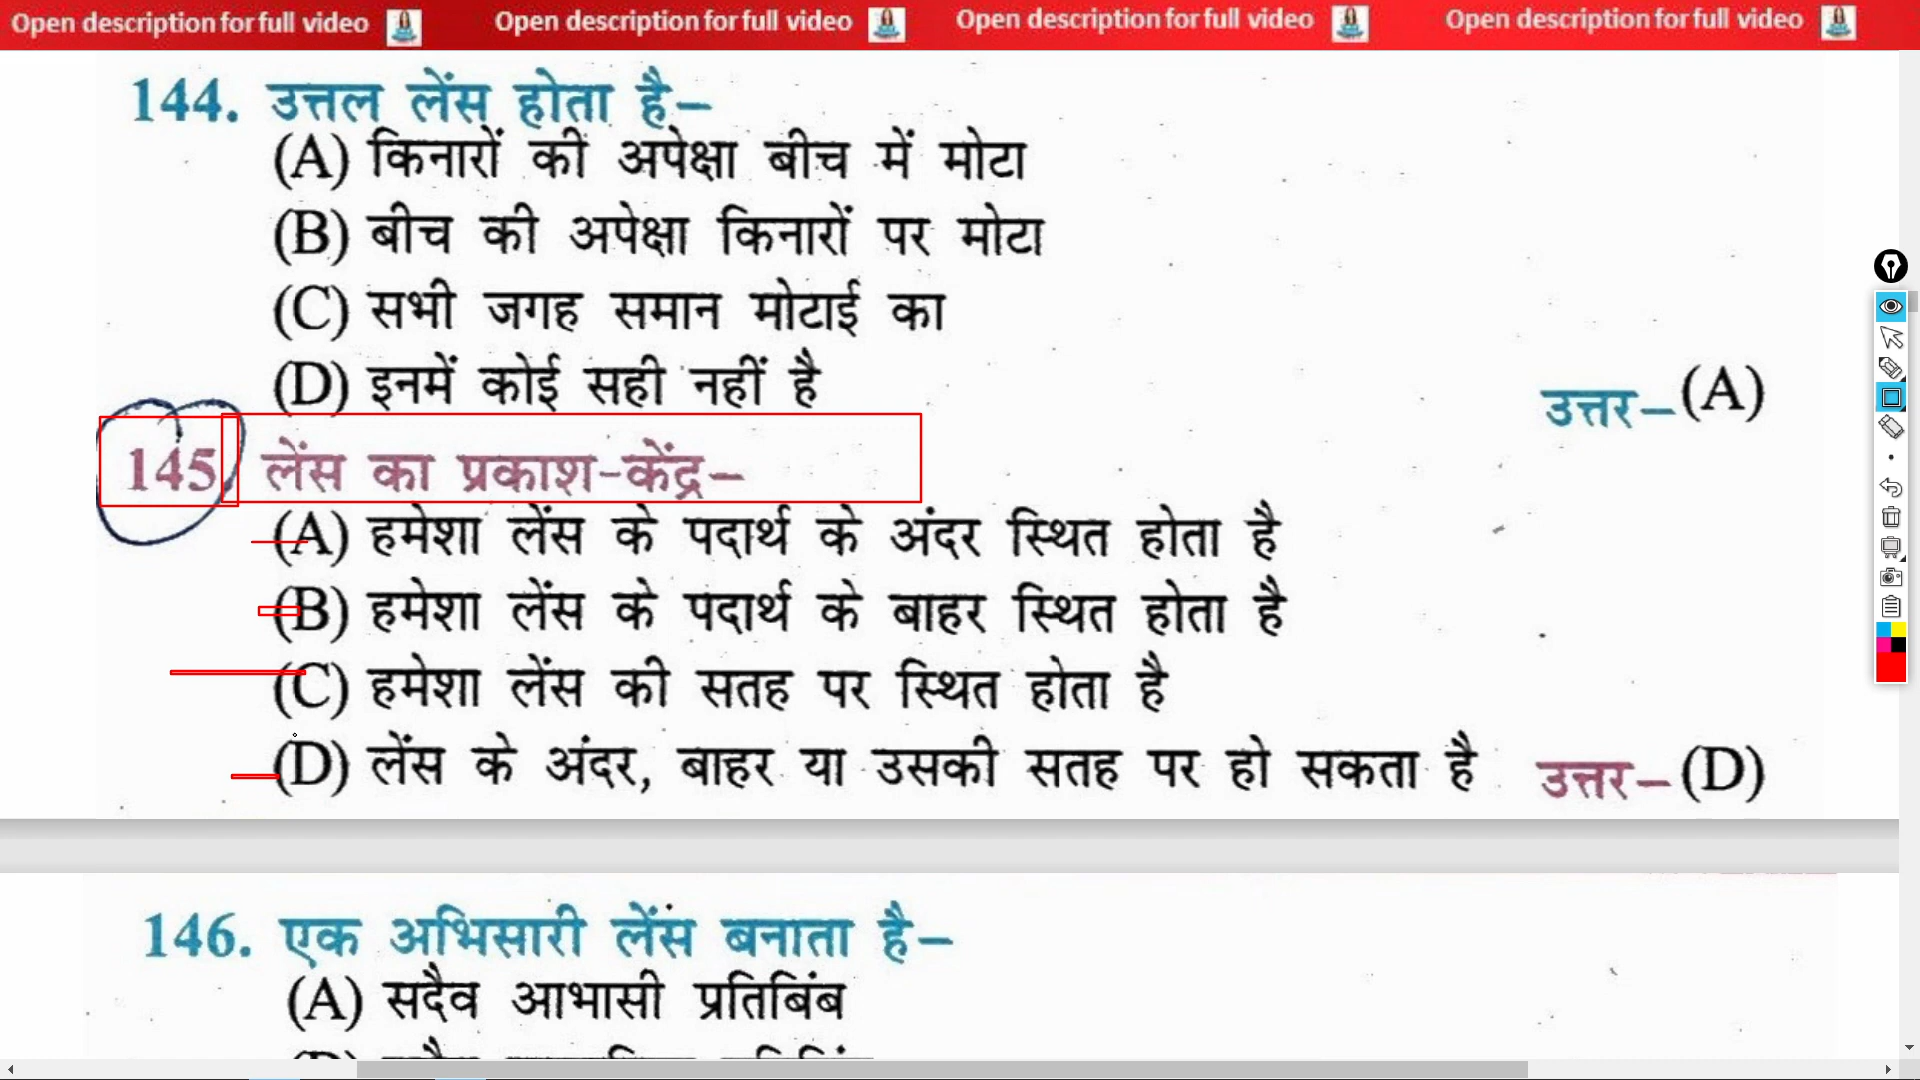 Open description for full video Open description for full video Open description for full video Open description for full video
144. उत्तल लेंस होता है–
(A) किनारों की अपेक्षा बीच में मोटा
(B) बीच की अपेक्षा किनारों पर मोटा
(C) सभी जगह समान मोटाई का
(D) इनमें कोई सही नहीं है
उत्तर–(A)
145 लेंस का प्रकाश-केंद्र–
(A) हमेशा लेंस के पदार्थ के अंदर स्थित होता है
(B) हमेशा लेंस के पदार्थ के बाहर स्थित होता है
(C) हमेशा लेंस की सतह पर स्थित होता है
(D) लेंस के अंदर, बाहर या उसकी सतह पर हो सकता है उत्तर–(D)
146. एक अभिसारी लेंस बनाता है–
(A) सदैव आभासी प्रतिबिंब